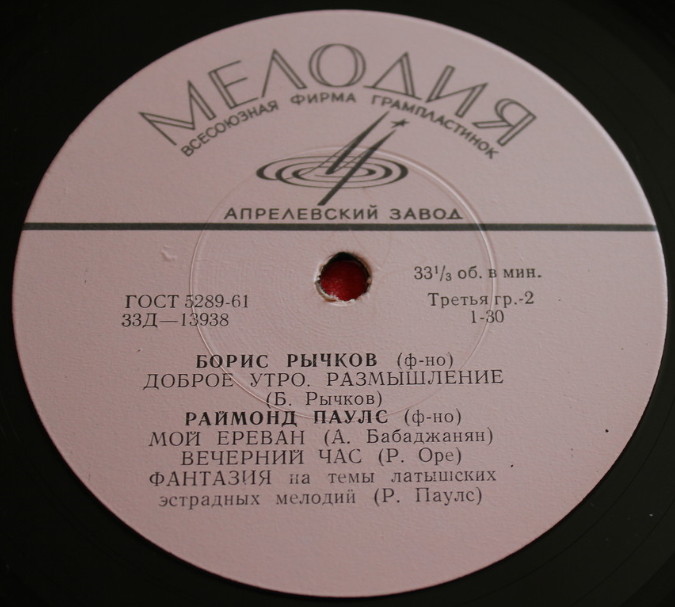 МЕЛОДИЯ
ВСЕСОЮЗНАЯ ФИРМА ГРАМПЛАСТИНОК
АПРЕЛЕВСКИЙ ЗАВОД
33⅓ об. в мин.
ГОСТ 5289-61 Третья гр.-2
33Д—13938 1-30
БОРИС РЫЧКОВ (ф-но)
ДОБРОЕ УТРО. РАЗМЫШЛЕНИЕ
(Б. Рычков)
РАЙМОНД ПАУЛС (ф-но)
МОЙ ЕРЕВАН (А. Бабаджанян)
ВЕЧЕРНИЙ ЧАС (Р. Оре)
ФАНТАЗИЯ на темы латышских
эстрадных мелодий (Р. Паулс)